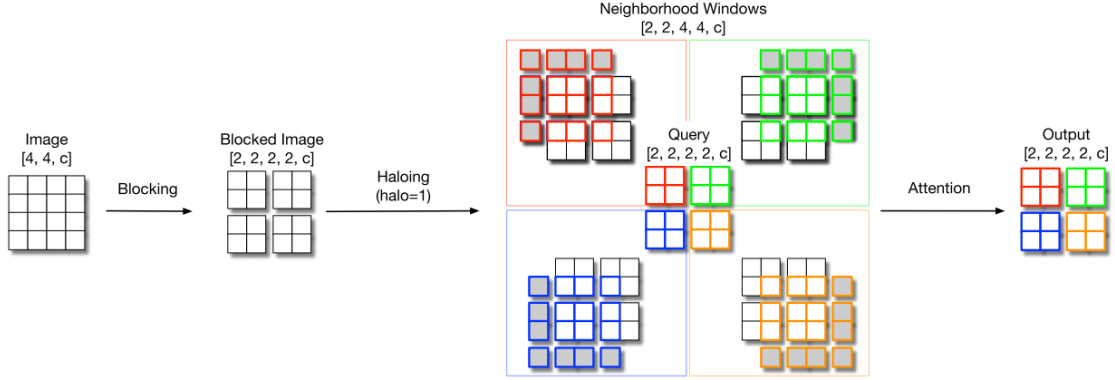 Neighborhood Windows
[2, 2, 4, 4, c]
Image
[4, 4, c]
Blocking
Blocked Image
[2, 2, 2, 2, c]
Haloing
(halo=1)
Query
[2, 2, 2, 2, c]
Attention
Output
[2, 2, 2, 2, c]